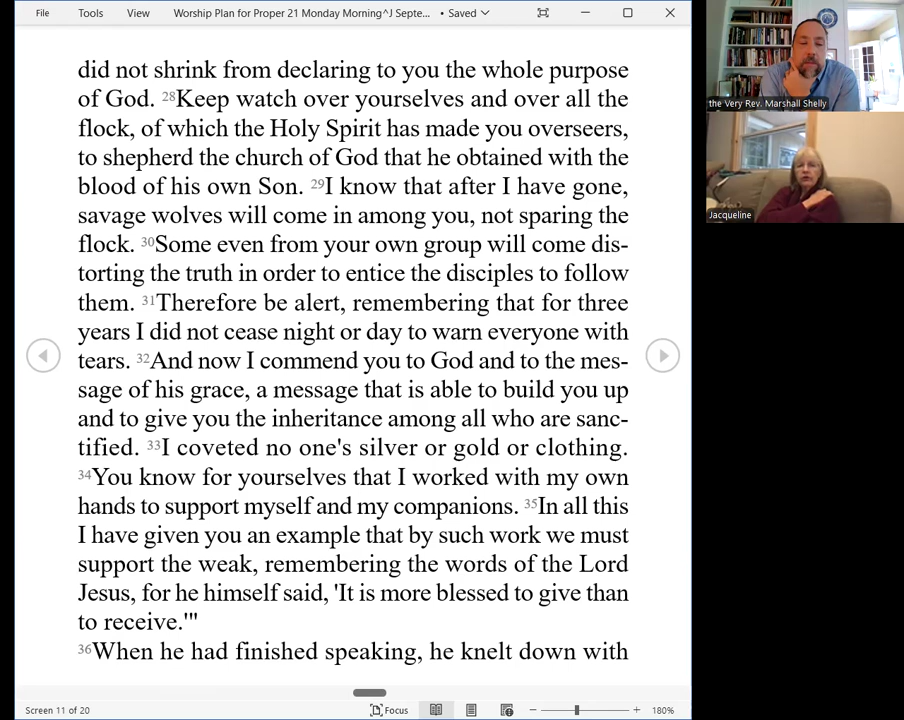 File Tools View Worship Plan for Proper 21 Monday Morning^J Septe... • Saved
did not shrink from declaring to you the whole purpose
of God. 28Keep watch over yourselves and over all the
flock, of which the Holy Spirit has made you overseers,
to shepherd the church of God that he obtained with the
blood of his own Son. 29I know that after I have gone,
savage wolves will come in among you, not sparing the
flock. 30Some even from your own group will come dis-
torting the truth in order to entice the disciples to follow
them. 31Therefore be alert, remembering that for three
years I did not cease night or day to warn everyone with
tears. 32And now I commend you to God and to the mes-
sage of his grace, a message that is able to build you up
and to give you the inheritance among all who are sanc-
tified. 33I coveted no one's silver or gold or clothing.
34You know for yourselves that I worked with my own
hands to support myself and my companions. 35In all this
I have given you an example that by such work we must
support the weak, remembering the words of the Lord
Jesus, for he himself said, 'It is more blessed to give than
to receive.'"
36When he had finished speaking, he knelt down with
Screen 11 of 20 Focus 180%
the Very Rev. Marshall Shelly
Jacqueline